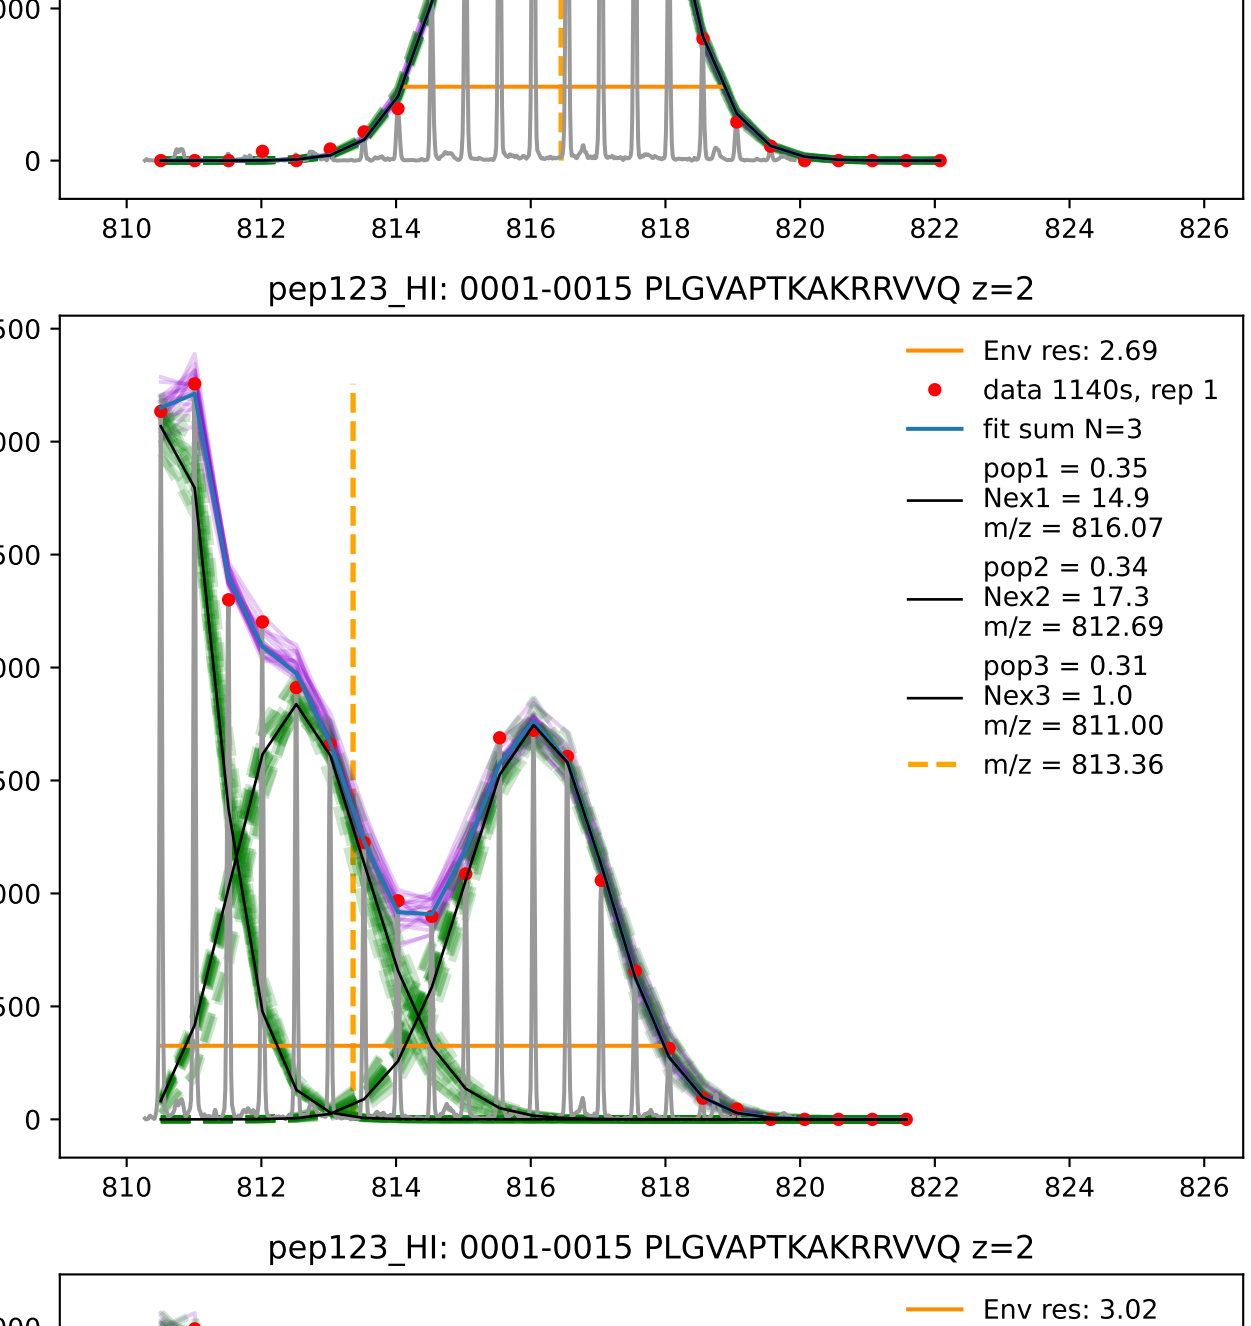 0
810 812 814 816 818 820 822 824 826
pep123_HI: 0001-0015 PLGVAPTKAKRRVVQ z=2
Env res: 2.69
data 1140s, rep 1
fit sum N=3
pop1 = 0.35
Nex1 = 14.9
m/z = 816.07
pop2 = 0.34
Nex2 = 17.3
m/z = 812.69
pop3 = 0.31
Nex3 = 1.0
m/z = 811.00
m/z = 813.36
0
810 812 814 816 818 820 822 824 826
pep123_HI: 0001-0015 PLGVAPTKAKRRVVQ z=2
Env res: 3.02